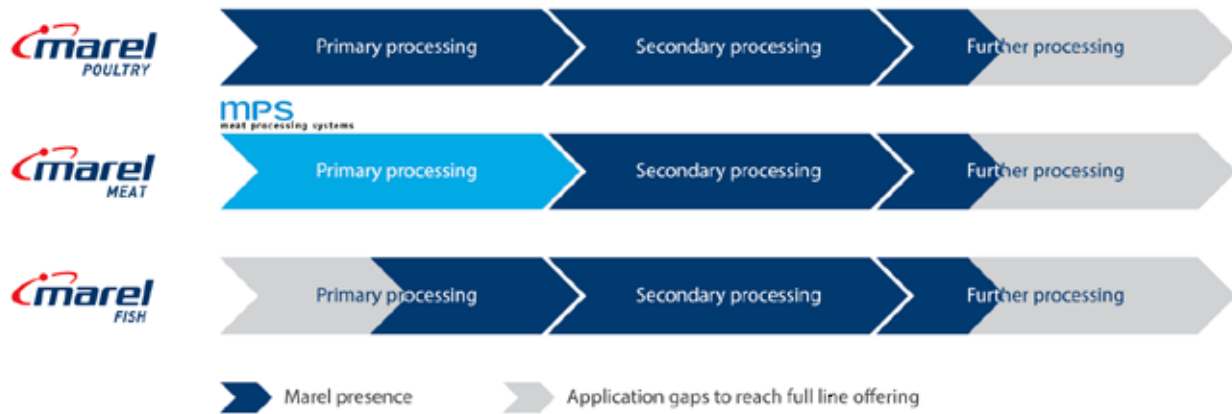 marel
POULTRY
Primary processing
Secondary processing
Further processing
mps
meat processing systems
marel
MEAT
Primary processing
Secondary processing
Further processing
marel
FISH
Primary processing
Secondary processing
Further processing
Marel presence
Application gaps to reach full line offering